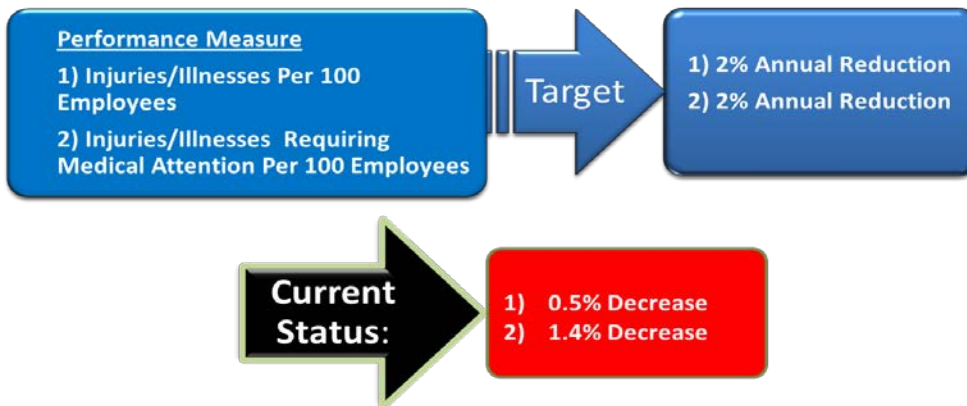 Performance Measure
1) Injuries/Illnesses Per 100
Employees
2) Injuries/Illnesses Requiring
Medical Attention Per 100 Employees
Target
1) 2% Annual Reduction
2) 2% Annual Reduction
Current
Status:
1) 0.5% Decrease
2) 1.4% Decrease